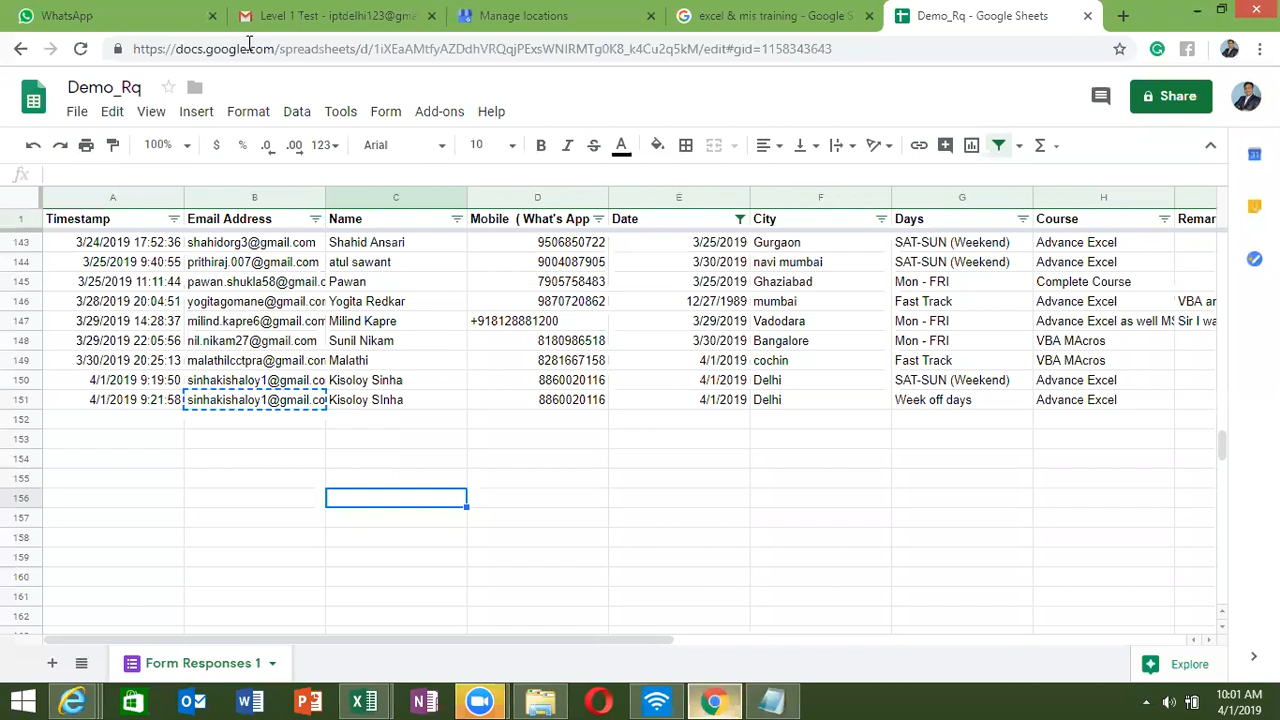 WhatsApp Level 1 Test - iptdelhi123@gm Manage locations excel & mis training - Google S Demo_Rq - Google Sheets
https://docs.google.com/spreadsheets/d/1iXEaAMtfyAZDdhVRQqjPExsWNIRMTg0K8_k4Cu2q5kM/edit#gid=1158343643
Demo_Rq
File Edit View Insert Format Data Tools Form Add-ons Help
Share
100% $ % .0 .00 123 Arial 10 B I S A Σ
fx
A B C D E F G H
1 Timestamp Email Address Name Mobile ( What's App Date City Days Course Remar
143 3/24/2019 17:52:36 shahidorg3@gmail.com Shahid Ansari 9506850722 3/25/2019 Gurgaon SAT-SUN (Weekend) Advance Excel
144 3/25/2019 9:40:55 prithiraj.007@gmail.com atul sawant 9004087905 3/30/2019 navi mumbai SAT-SUN (Weekend) Advance Excel
145 3/25/2019 11:11:44 pawan.shukla58@gmail.c Pawan 7905758483 3/25/2019 Ghaziabad Mon - FRI Complete Course
146 3/28/2019 20:04:51 yogitagomane@gmail.com Yogita Redkar 9870720862 12/27/1989 mumbai Fast Track Advance Excel VBA ar
147 3/29/2019 14:28:37 milind.kapre6@gmail.com Milind Kapre +918128881200 3/29/2019 Vadodara Mon - FRI Advance Excel as well MS Sir I wa
148 3/29/2019 22:05:56 nil.nikam27@gmail.com Sunil Nikam 8180986518 3/30/2019 Bangalore Mon - FRI VBA MAcros
149 3/30/2019 20:25:13 malathilcctpra@gmail.com Malathi 8281667158 4/1/2019 cochin Fast Track VBA MAcros
150 4/1/2019 9:19:50 sinhakishaloy1@gmail.co Kisoloy Sinha 8860020116 4/1/2019 Delhi SAT-SUN (Weekend) Advance Excel
151 4/1/2019 9:21:58 sinhakishaloy1@gmail.co Kisoloy SInha 8860020116 4/1/2019 Delhi Week off days Advance Excel
152
153
154
155
156
157
158
159
160
161
162
Form Responses 1 Explore
10:01 AM
4/1/2019